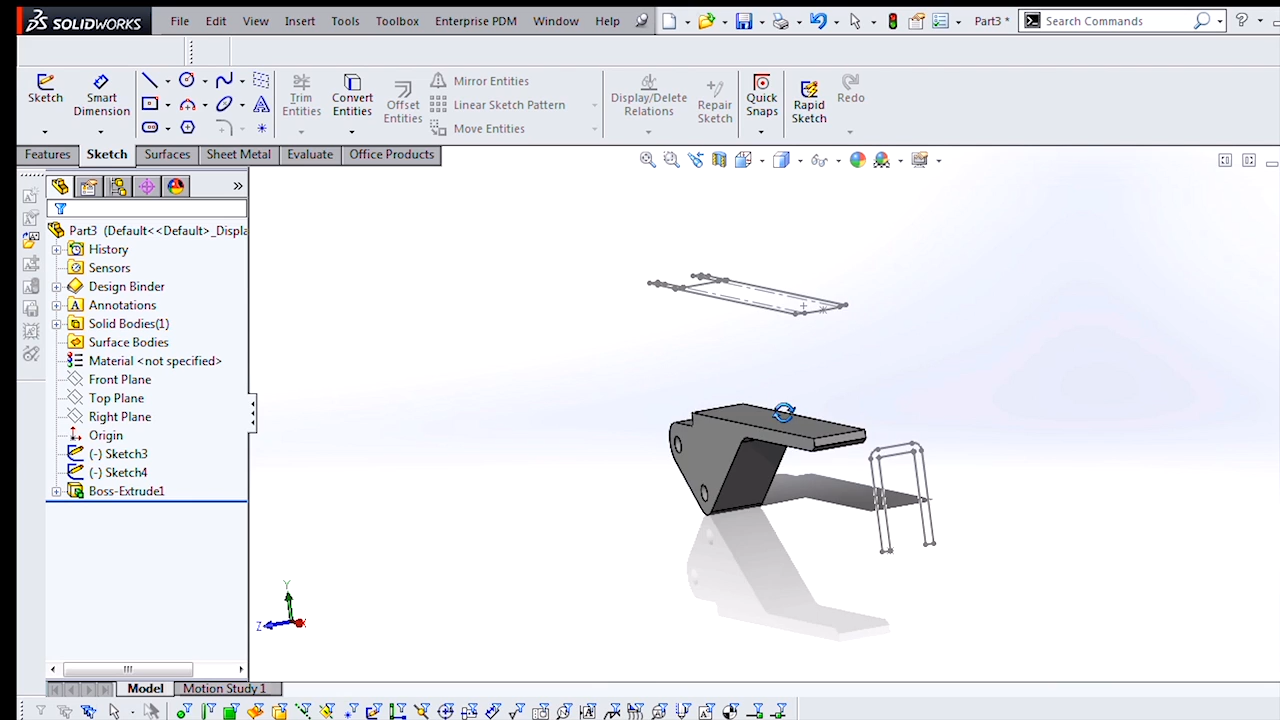 SOLIDWORKS File Edit View Insert Tools Toolbox Enterprise PDM Window Help Part3 * Search Commands ?
Sketch Smart Dimension Trim Entities Convert Entities Offset Entities Mirror Entities Linear Sketch Pattern Move Entities Display/Delete Relations Repair Sketch Quick Snaps Rapid Sketch Redo
Features Sketch Surfaces Sheet Metal Evaluate Office Products
Part3 (Default<<Default>_Displa
History
Sensors
Design Binder
Annotations
Solid Bodies(1)
Surface Bodies
Material <not specified>
Front Plane
Top Plane
Right Plane
Origin
(-) Sketch3
(-) Sketch4
Boss-Extrude1
Y
Z
Model Motion Study 1